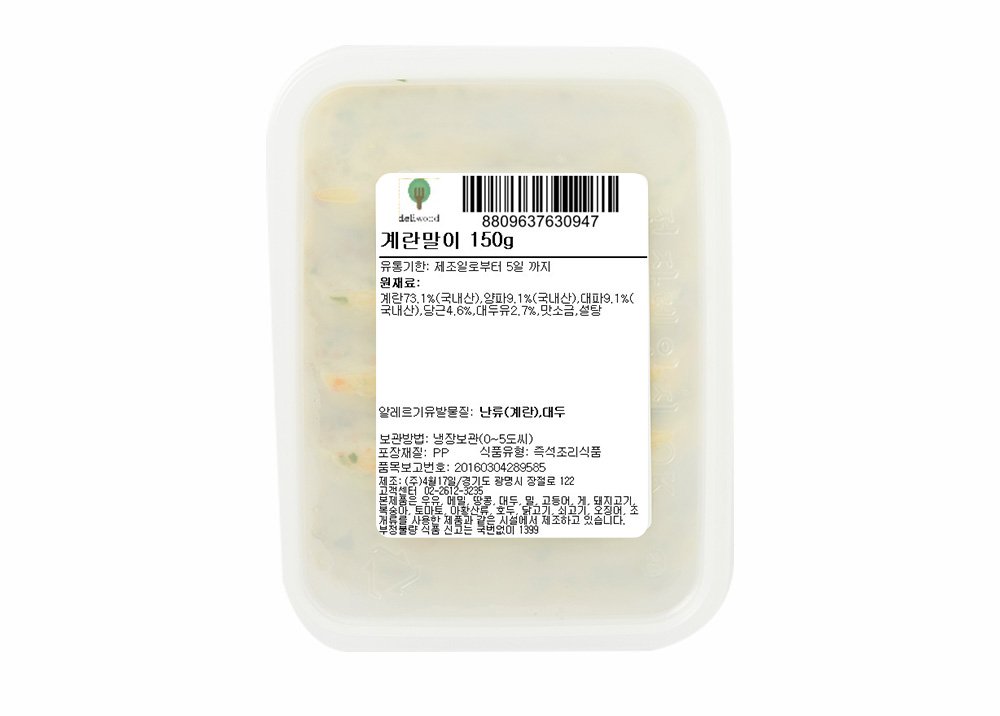 deliwood
8809637630947
계란말이 150g
유통기한: 제조일로부터 5일 까지
원재료:
계란73.1%(국내산),양파9.1%(국내산),대파9.1%(
국내산),당근4.6%,대두유2.7%,맛소금,설탕
알레르기유발물질: 난류(계란),대두
보관방법: 냉장보관(0~5도씨)
포장재질: PP 식품유형: 즉석조리식품
품목보고번호: 20160304289585
제조: (주)4월17일/경기도 광명시 장절로 122
고객센터 02-2612-3235
본제품은 우유, 메밀, 땅콩, 대두, 밀, 고등어, 게, 돼지고기,
복숭아, 토마토, 아황산류, 호두, 닭고기, 쇠고기, 오징어, 조
개류를 사용한 제품과 같은 시설에서 제조하고 있습니다.
부정불량 식품 신고는 국번없이 1399